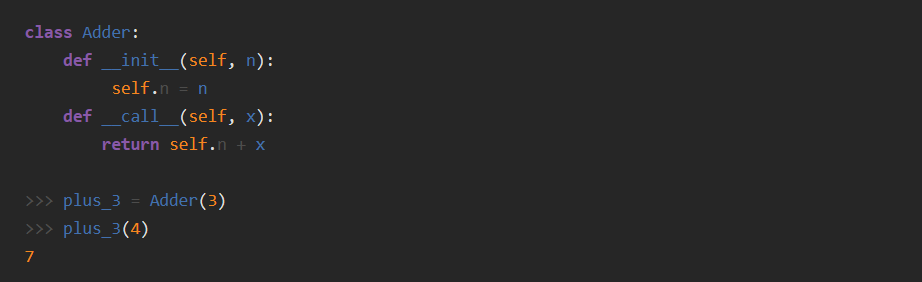 class Adder:
    def __init__(self, n):
         self.n = n
    def __call__(self, x):
        return self.n + x

>>> plus_3 = Adder(3)
>>> plus_3(4)
7